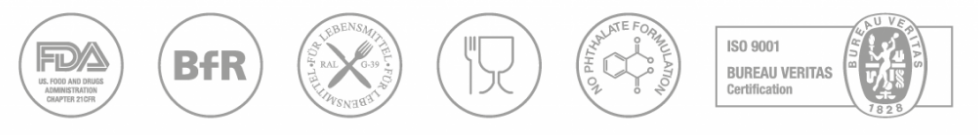 FDA
US. FOOD AND DRUGS
ADMINISTRATION
CHAPTER 21CFR
BfR
FÜR LEBENSMITTEL • FÜR LEBENSMITTEL •
RAL G-39
NO PHTHALATE FORMULATION
ISO 9001
BUREAU VERITAS
Certification
BUREAU VERITAS
1828